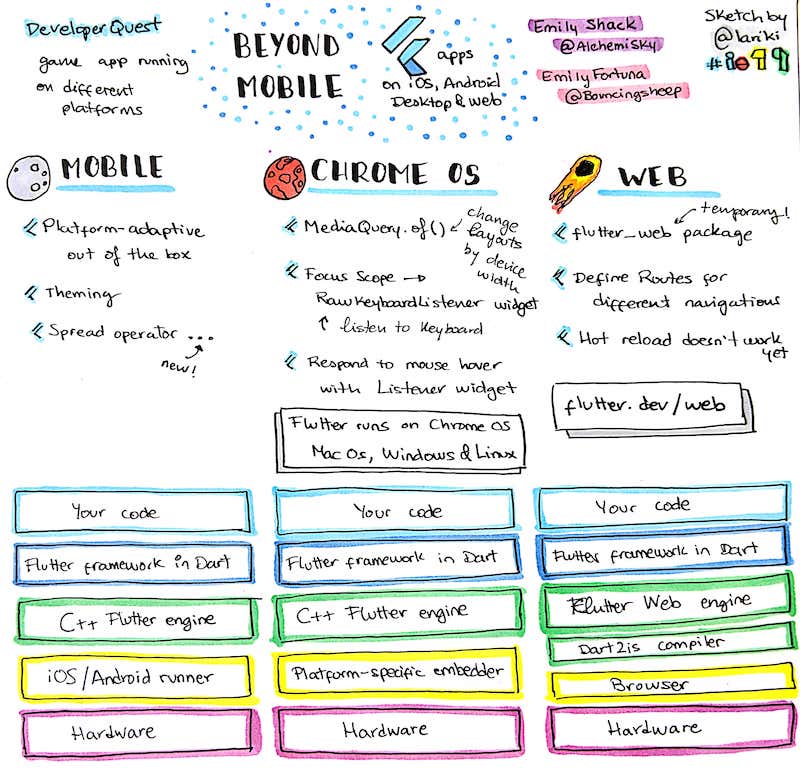 Developer Quest
game app running
on different
platforms
BEYOND
MOBILE
apps
on iOS, Android
Desktop & Web
Emily Shack
@AlchemiSky
Emily Fortuna
@Bouncingsheep
Sketch by
@lariki
#io19
MOBILE
Platform-adaptive
out of the box
Theming
Spread operator ...
new!
CHROME OS
MediaQuery.of()
change
layouts
by device
width
Focus Scope →
RawKeyboardListener widget
↑ listen to keyboard
Respond to mouse hover
with Listener widget
Flutter runs on Chrome OS
Mac Os, Windows & Linux
WEB
temporary!
flutter_web package
Define Routes for
different navigations
Hot reload doesn't work
yet
flutter.dev/web
Your code
Flutter framework in Dart
C++ Flutter engine
iOS/Android runner
Hardware
Your code
Flutter framework in Dart
C++ Flutter engine
Platform-specific embedder
Hardware
Your code
Flutter framework in Dart
Flutter Web engine
Dart2js compiler
Browser
Hardware